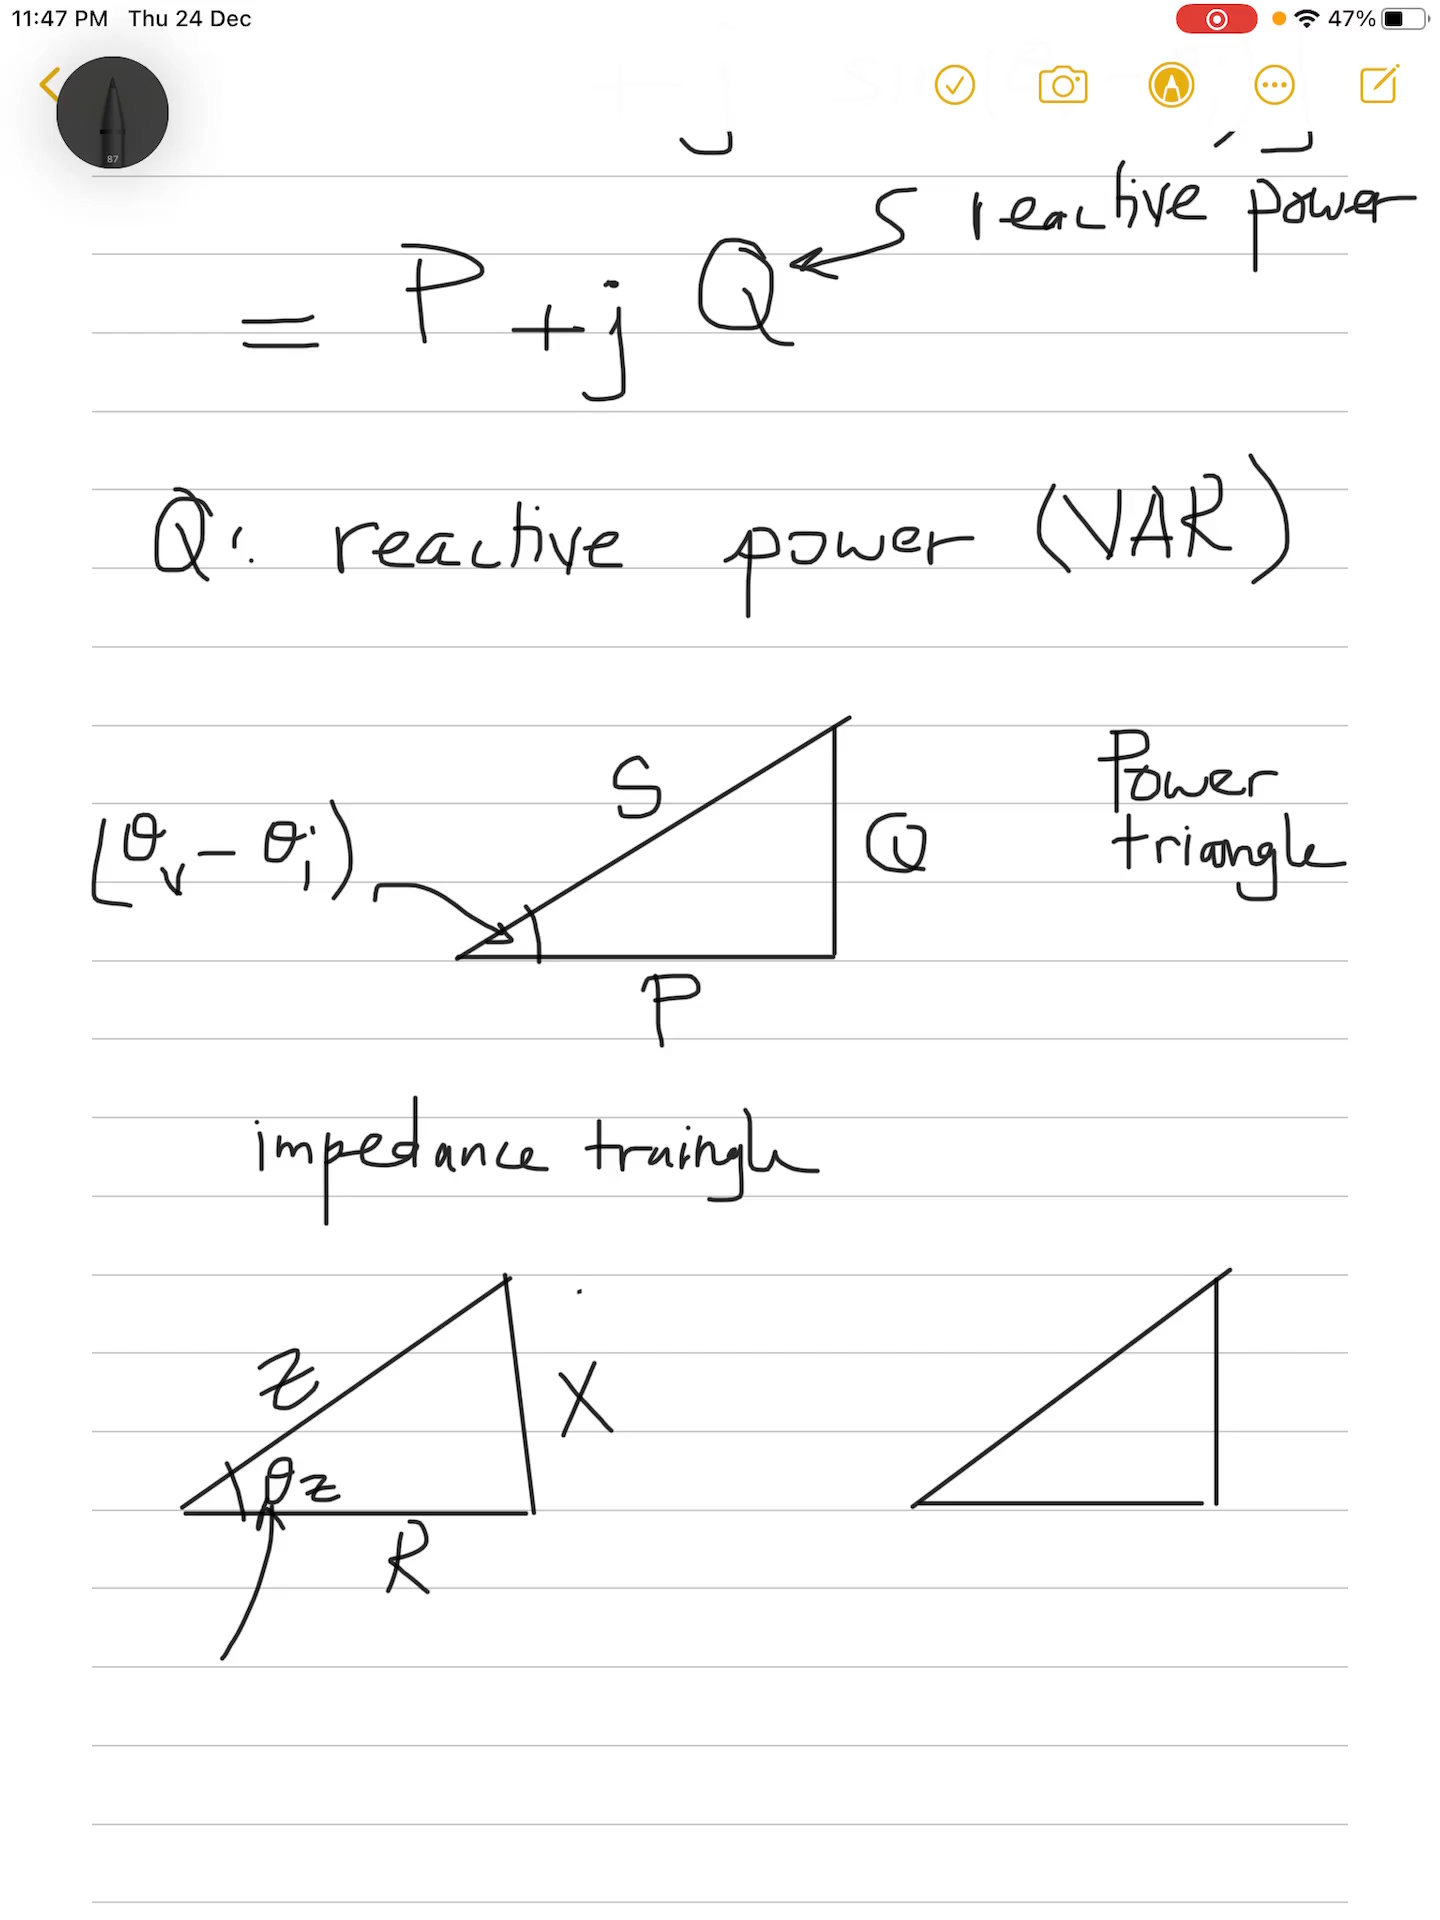 11:47 PM Thu 24 Dec 47%
87
reactive power
= P + j Q
Q: reactive power (VAR)
S
Power
triangle
(θv - θi)
Q
P
impedance traingle
Z
X
θz
R